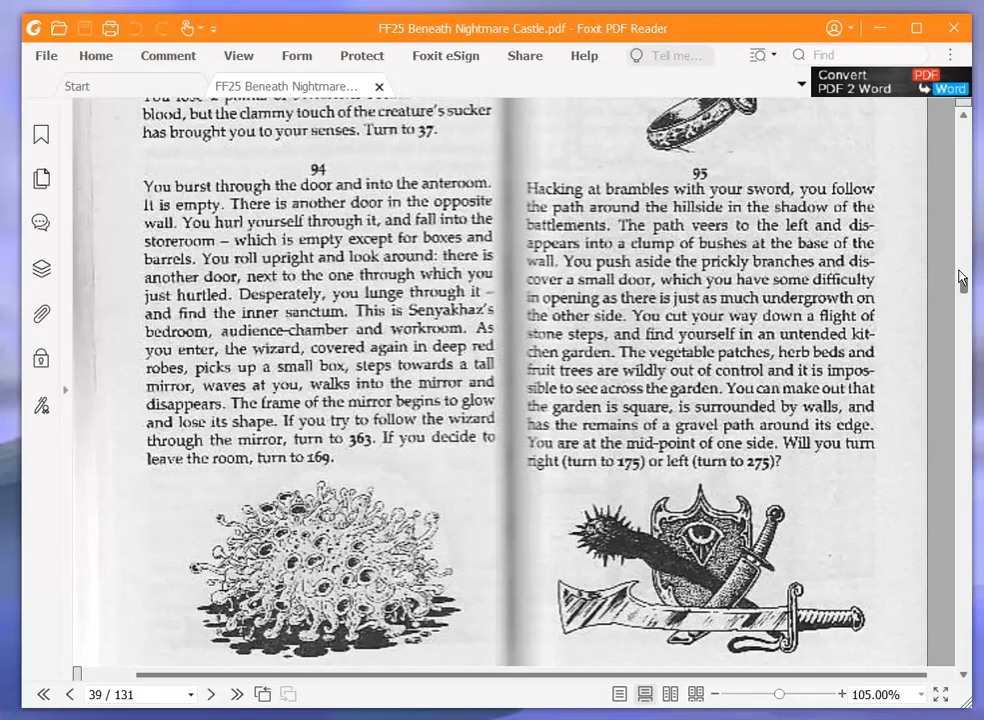 FF25 Beneath Nightmare Castle.pdf - Foxit PDF Reader
File Home Comment View Form Protect Foxit eSign Share Help Tell me... Find
Start FF25 Beneath Nightmare... Convert PDF
PDF 2 Word Word
blood, but the clammy touch of the creature's sucker
has brought you to your senses. Turn to 37.
94
You burst through the door and into the anteroom.
It is empty. There is another door in the opposite
wall. You hurl yourself through it, and fall into the
storeroom – which is empty except for boxes and
barrels. You roll upright and look around: there is
another door, next to the one through which you
just hurtled. Desperately, you lunge through it –
and find the inner sanctum. This is Senyakhaz's
bedroom, audience-chamber and workroom. As
you enter, the wizard, covered again in deep red
robes, picks up a small box, steps towards a tall
mirror, waves at you, walks into the mirror and
disappears. The frame of the mirror begins to glow
and lose its shape. If you try to follow the wizard
through the mirror, turn to 363. If you decide to
leave the room, turn to 169.
95
Hacking at brambles with your sword, you follow
the path around the hillside in the shadow of the
battlements. The path veers to the left and dis-
appears into a clump of bushes at the base of the
wall. You push aside the prickly branches and dis-
cover a small door, which you have some difficulty
in opening as there is just as much undergrowth on
the other side. You cut your way down a flight of
stone steps, and find yourself in an untended kit-
chen garden. The vegetable patches, herb beds and
fruit trees are wildly out of control and it is impos-
sible to see across the garden. You can make out that
the garden is square, is surrounded by walls, and
has the remains of a gravel path around its edge.
You are at the mid-point of one side. Will you turn
right (turn to 175) or left (turn to 275)?
39 / 131 105.00%